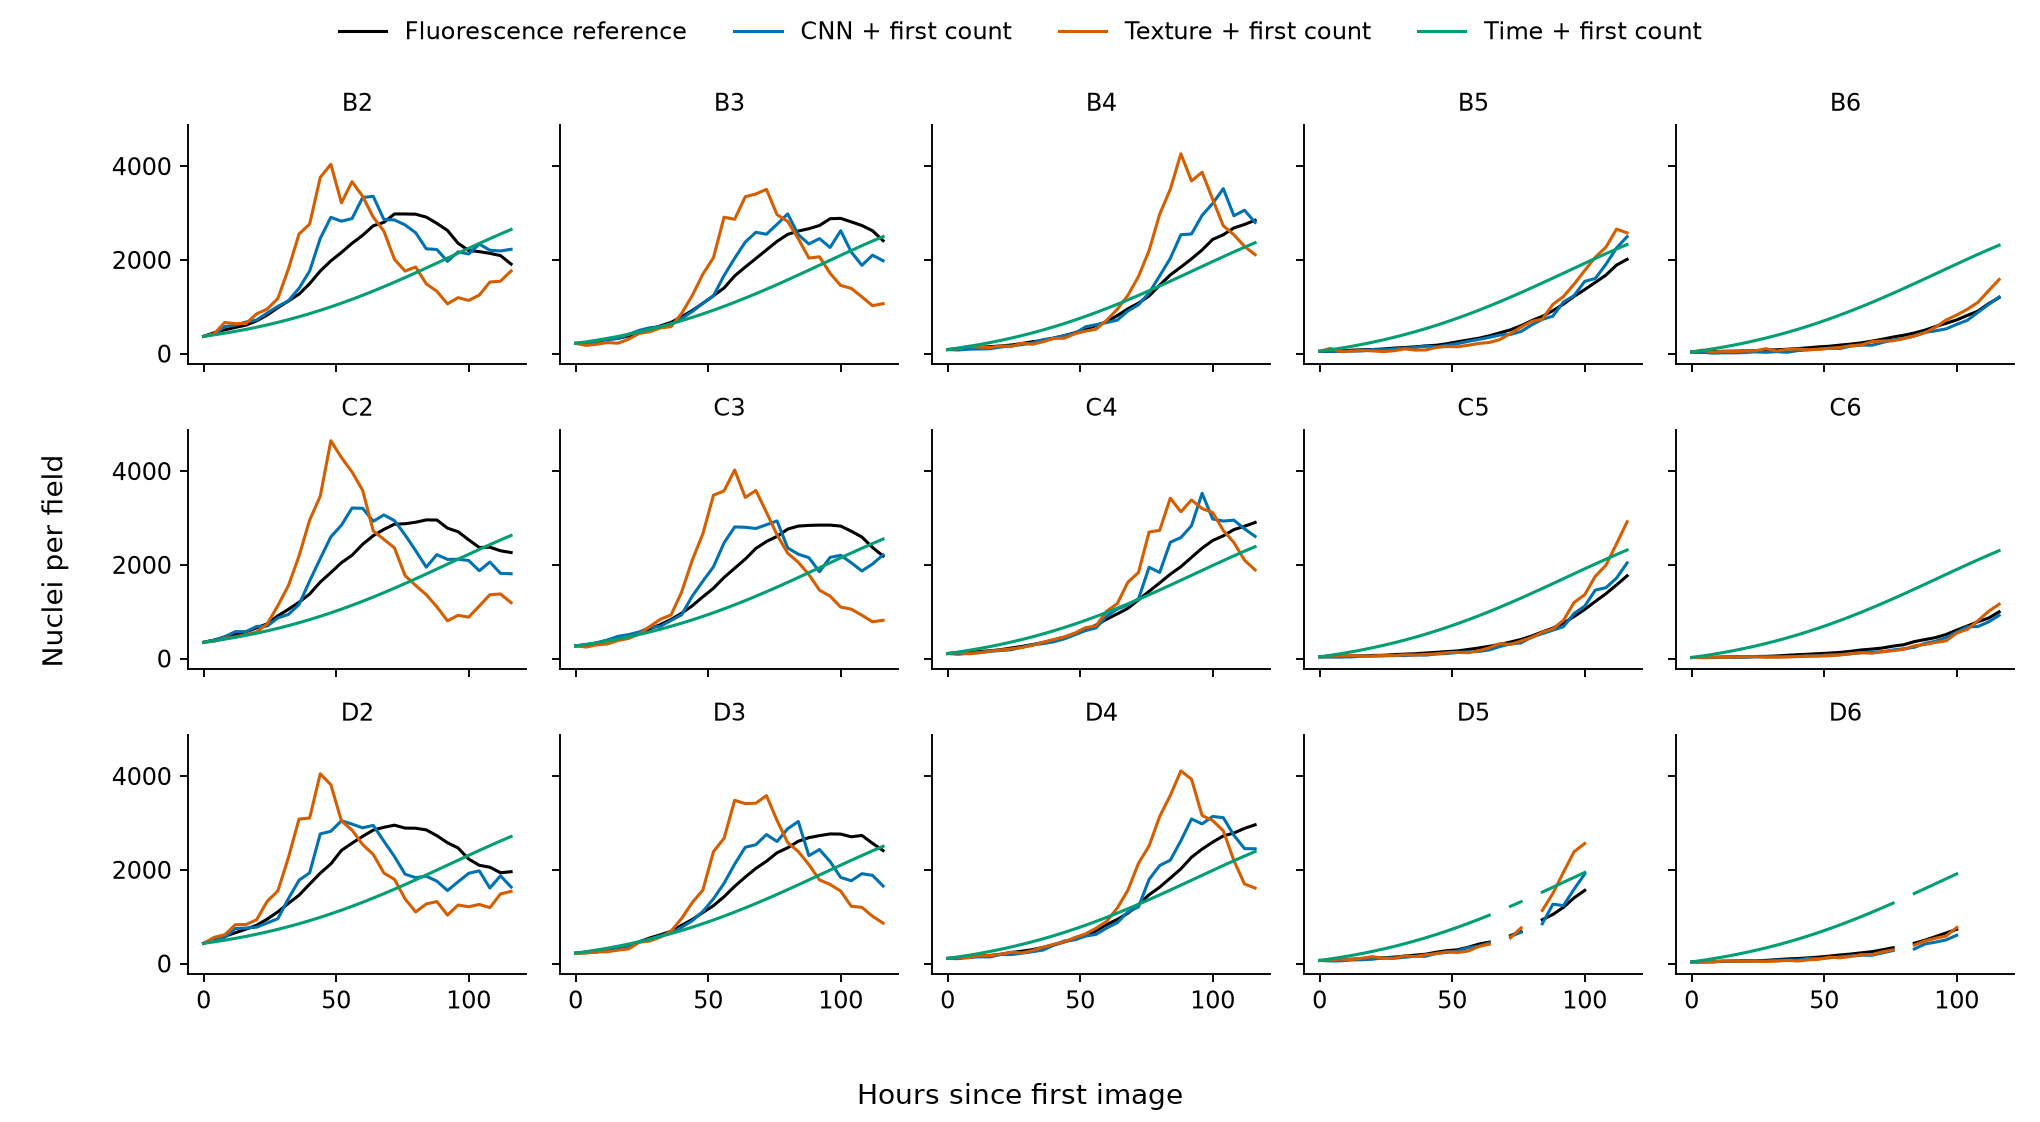 Fluorescence reference CNN + first count Texture + first count Time + first count
B2 B3 B4 B5 B6
4000
2000
0
C2 C3 C4 C5 C6
4000
2000
0
Nuclei per field
D2 D3 D4 D5 D6
4000
2000
0
0 50 100 0 50 100 0 50 100 0 50 100 0 50 100
Hours since first image